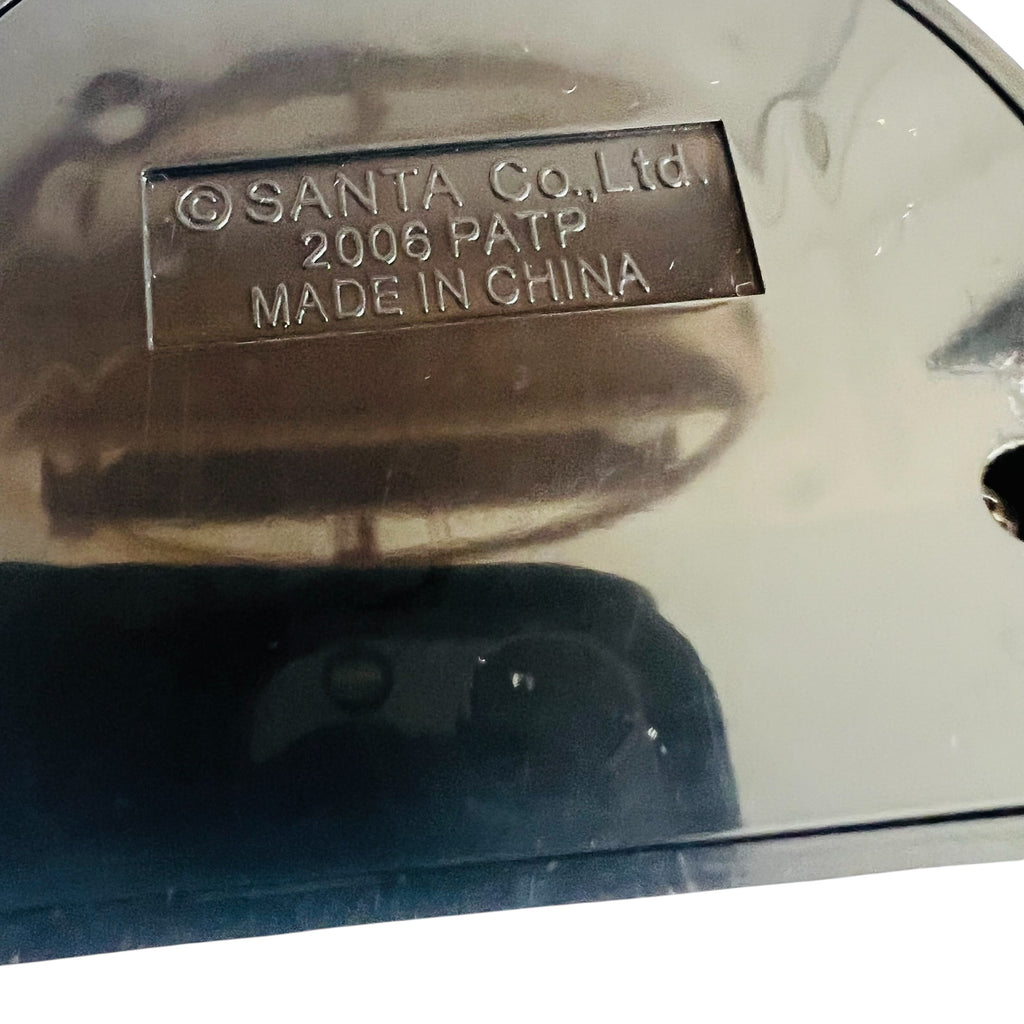 © SANTA Co.,Ltd.
2006 PATP
MADE IN CHINA